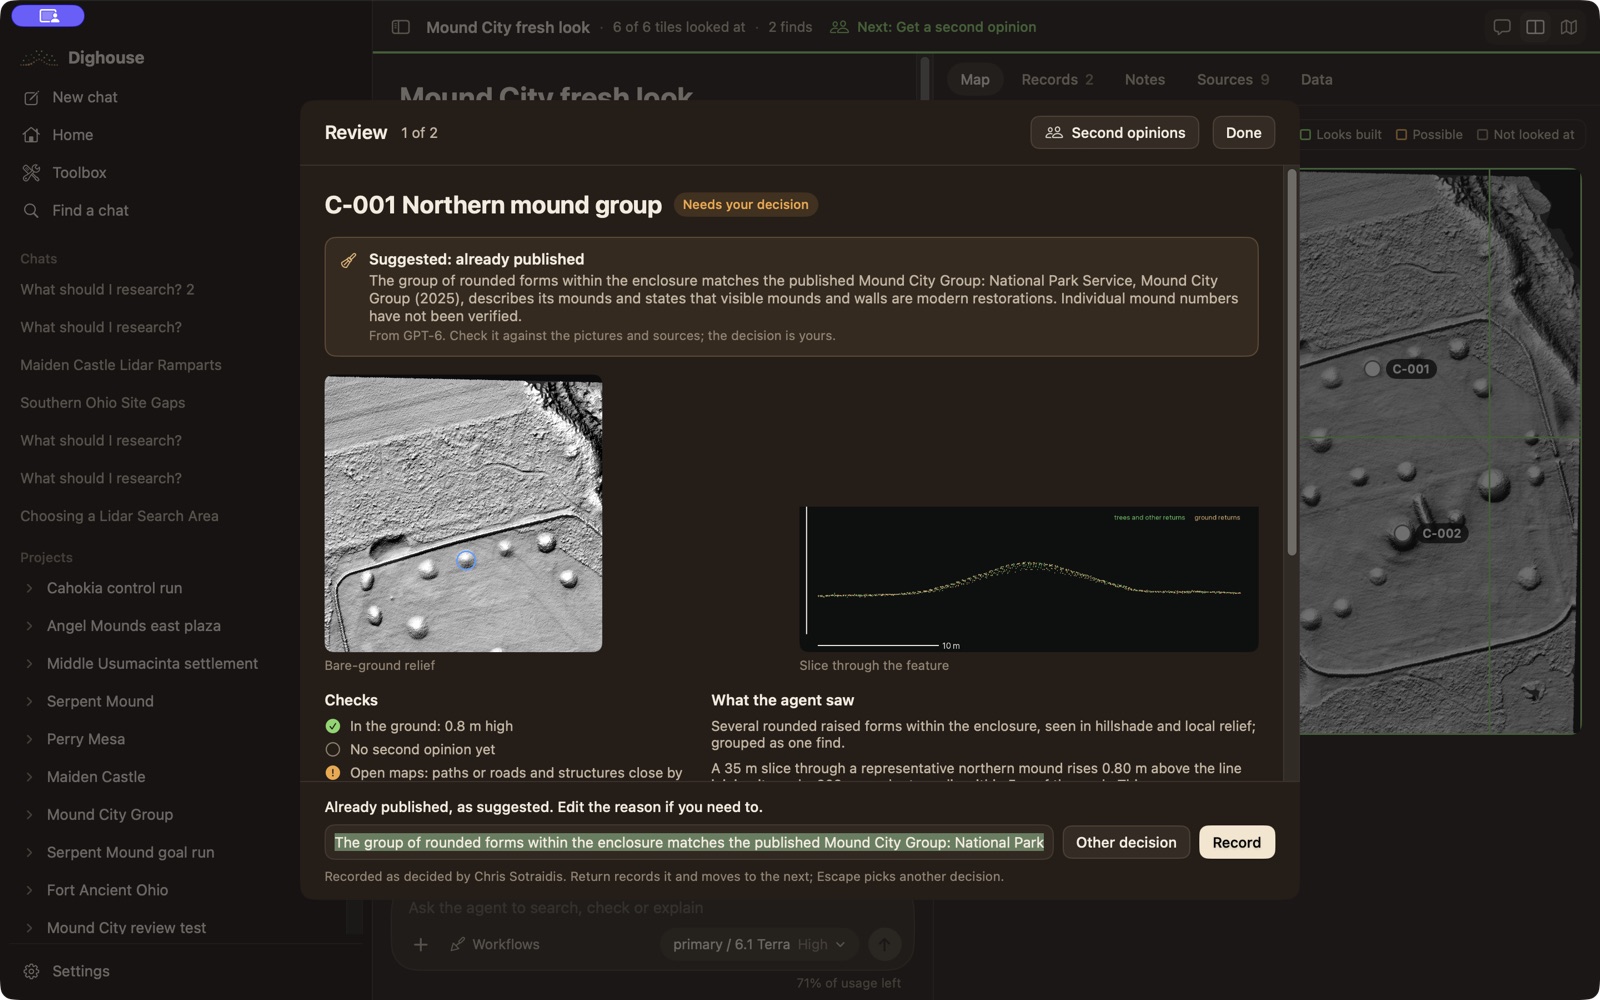 Dighouse
New chat
Home
Toolbox
Find a chat
Chats
What should I research? 2
What should I research?
Maiden Castle Lidar Ramparts
Southern Ohio Site Gaps
What should I research?
What should I research?
Choosing a Lidar Search Area
Projects
Cahokia control run
Angel Mounds east plaza
Middle Usumacinta settlement
Serpent Mound
Perry Mesa
Maiden Castle
Mound City Group
Serpent Mound goal run
Fort Ancient Ohio
Mound City review test
Settings
Mound City fresh look · 6 of 6 tiles looked at · 2 finds Next: Get a second opinion
Mound City fresh look
Map Records 2 Notes Sources 9 Data
Looks built Possible Not looked at
C-001
C-002
Review 1 of 2 Second opinions Done
C-001 Northern mound group Needs your decision
Suggested: already published
The group of rounded forms within the enclosure matches the published Mound City Group: National Park Service, Mound City
Group (2025), describes its mounds and states that visible mounds and walls are modern restorations. Individual mound numbers
have not been verified.
From GPT-6. Check it against the pictures and sources; the decision is yours.
trees and other returns ground returns
10 m
Bare-ground relief
Slice through the feature
Checks
In the ground: 0.8 m high
No second opinion yet
Open maps: paths or roads and structures close by
What the agent saw
Several rounded raised forms within the enclosure, seen in hillshade and local relief;
grouped as one find.
A 35 m slice through a representative northern mound rises 0.80 m above the line
Already published, as suggested. Edit the reason if you need to.
The group of rounded forms within the enclosure matches the published Mound City Group: National Park
Other decision Record
Recorded as decided by Chris Sotraidis. Return records it and moves to the next; Escape picks another decision.
Ask the agent to search, check or explain
Workflows primary / 6.1 Terra High
71% of usage left